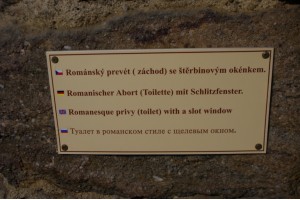 Románský prevét ( záchod) se štěrbinovým okénkem.
Romanischer Abort (Toilette) mit Schlitzfenster.
Romanesque privy (toilet) with a slot window
Туалет в романском стиле с щелевым окном.